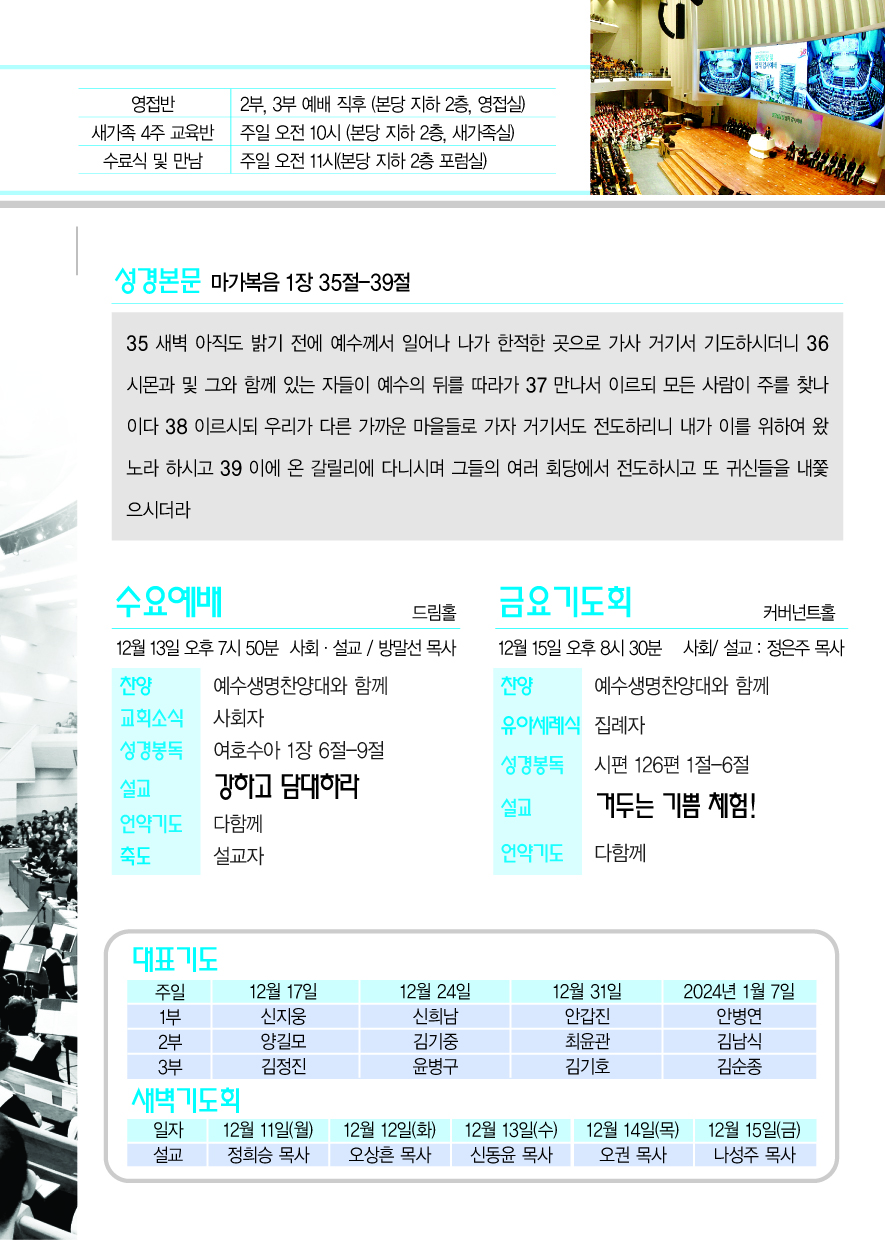 영접반 2부, 3부 예배 직후 (본당 지하 2층, 영접실)
새가족 4주 교육반 주일 오전 10시 (본당 지하 2층, 새가족실)
수료식 및 만남 주일 오전 11시(본당 지하 2층 포럼실)
성경본문 마가복음 1장 35절-39절
35 새벽 아직도 밝기 전에 예수께서 일어나 나가 한적한 곳으로 가사 거기서 기도하시더니 36
시몬과 및 그와 함께 있는 자들이 예수의 뒤를 따라가 37 만나서 이르되 모든 사람이 주를 찾나
이다 38 이르시되 우리가 다른 가까운 마을들로 가자 거기서도 전도하리니 내가 이를 위하여 왔
노라 하시고 39 이에 온 갈릴리에 다니시며 그들의 여러 회당에서 전도하시고 또 귀신들을 내쫓
으시더라
수요예배 드림홀
12월 13일 오후 7시 50분 사회 · 설교 / 방말선 목사
찬양 예수생명찬양대와 함께
교회소식 사회자
성경봉독 여호수아 1장 6절-9절
설교 강하고 담대하라
언약기도 다함께
축도 설교자
금요기도회 커버넌트홀
12월 15일 오후 8시 30분 사회/ 설교 : 정은주 목사
찬양 예수생명찬양대와 함께
유아세례식 집례자
성경봉독 시편 126편 1절-6절
설교 거두는 기쁨 체험!
언약기도 다함께
대표기도
주일 12월 17일 12월 24일 12월 31일 2024년 1월 7일
1부 신지웅 신희남 안갑진 안병연
2부 양길모 김기중 최윤관 김남식
3부 김정진 윤병구 김기호 김순종
새벽기도회
일자 12월 11일(월) 12월 12일(화) 12월 13일(수) 12월 14일(목) 12월 15일(금)
설교 정희승 목사 오상흔 목사 신동윤 목사 오권 목사 나성주 목사